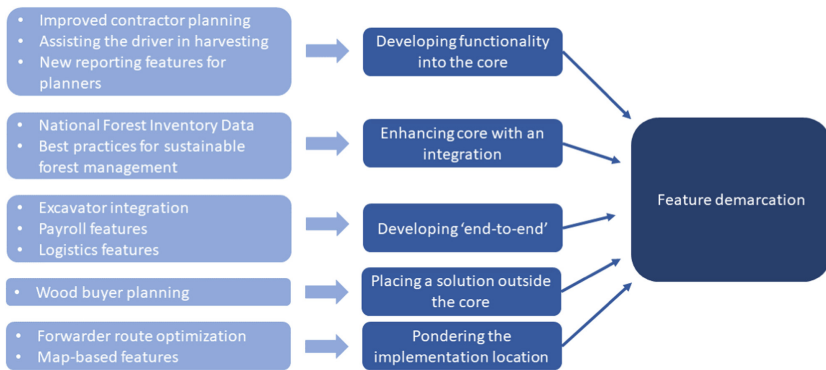 • Improved contractor planning
• Assisting the driver in harvesting
• New reporting features for
planners
Developing functionality
into the core
• National Forest Inventory Data
• Best practices for sustainable
forest management
Enhancing core with an
integration
• Excavator integration
• Payroll features
• Logistics features
Developing ‘end-to-end’
• Wood buyer planning
Placing a solution outside
the core
• Forwarder route optimization
• Map-based features
Pondering the
implementation location
Feature demarcation